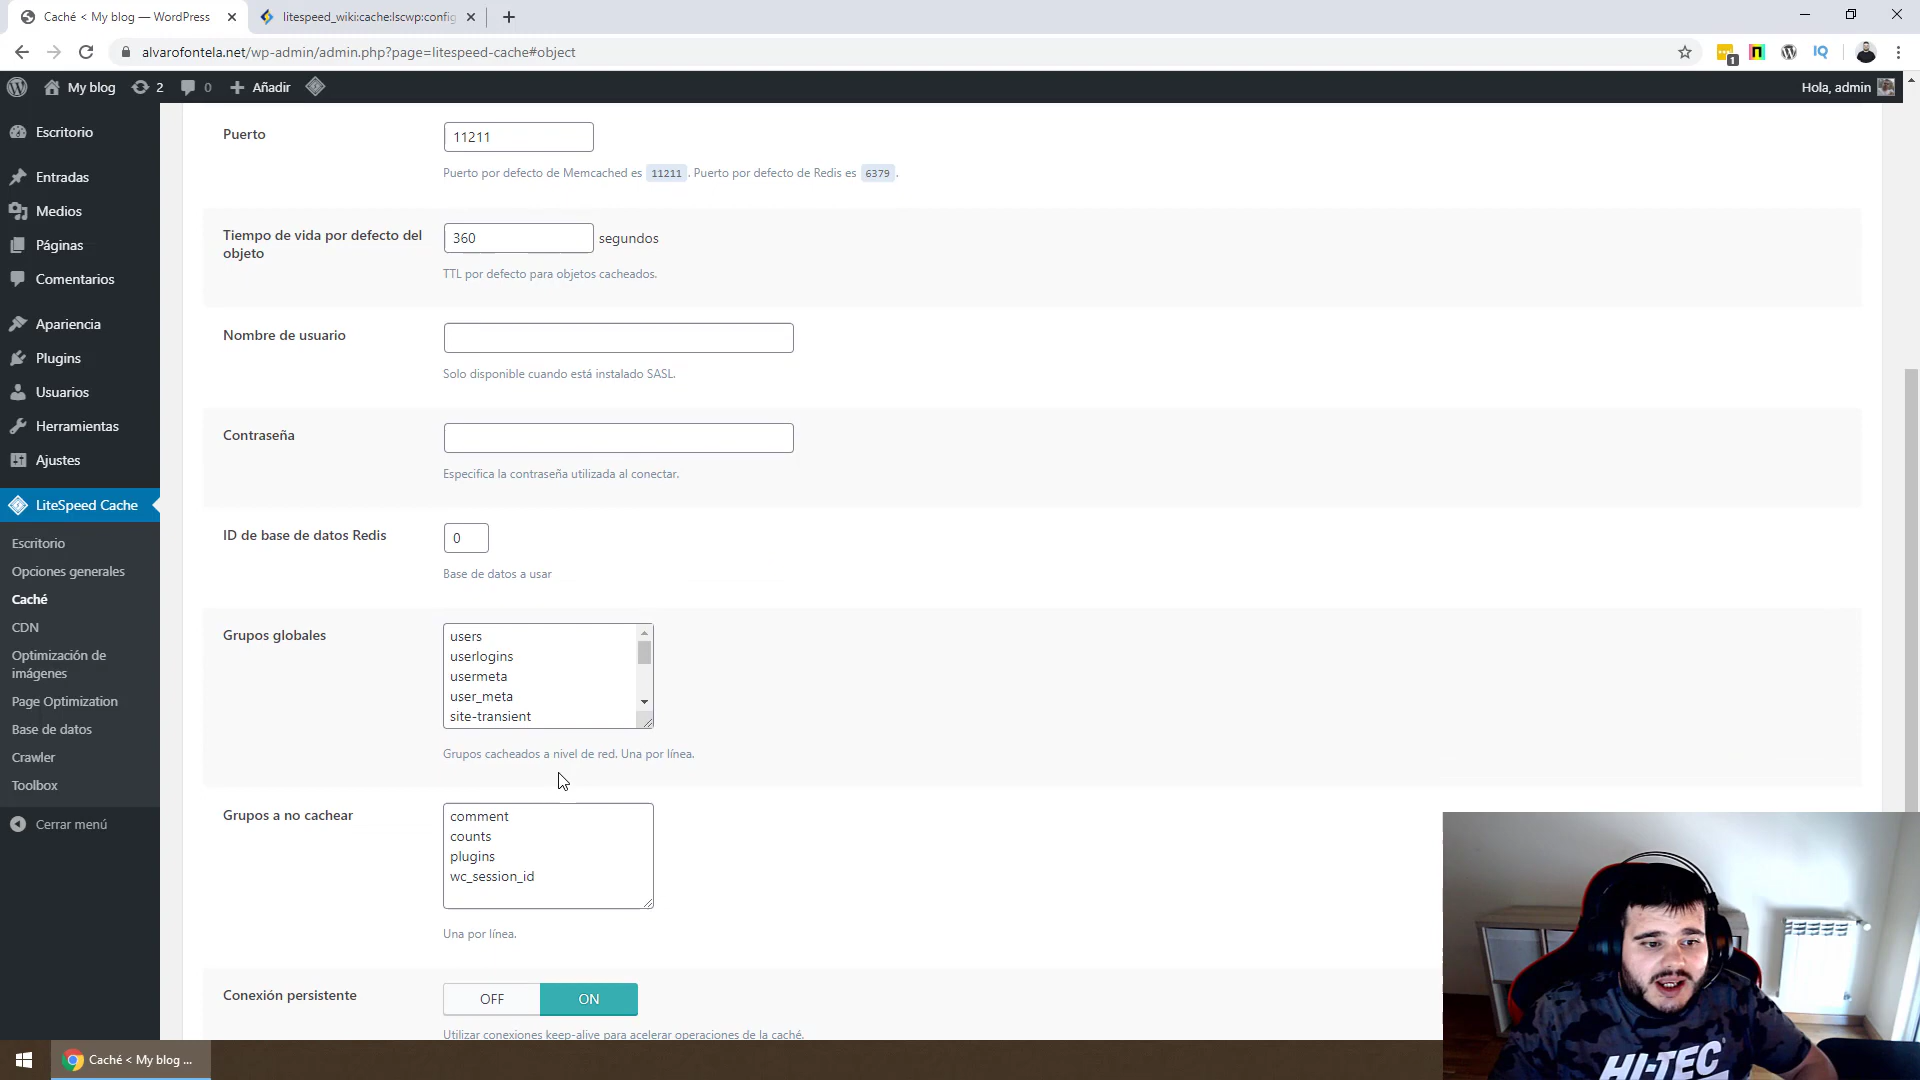 Caché < My blog — WordPress
litespeed_wiki:cache:lscwp:config
alvarofontela.net/wp-admin/admin.php?page=litespeed-cache#object
1
IQ
My blog
2
0
Añadir
Hola, admin
Escritorio
Entradas
Medios
Páginas
Comentarios
Apariencia
Plugins
Usuarios
Herramientas
Ajustes
LiteSpeed Cache
Escritorio
Opciones generales
Caché
CDN
Optimización de
imágenes
Page Optimization
Base de datos
Crawler
Toolbox
Cerrar menú
Puerto
11211
Puerto por defecto de Memcached es 11211 . Puerto por defecto de Redis es 6379 .
Tiempo de vida por defecto del
objeto
360 segundos
TTL por defecto para objetos cacheados.
Nombre de usuario
Solo disponible cuando está instalado SASL.
Contraseña
Especifica la contraseña utilizada al conectar.
ID de base de datos Redis
0
Base de datos a usar
Grupos globales
users
userlogins
usermeta
user_meta
site-transient
Grupos cacheados a nivel de red. Una por línea.
Grupos a no cachear
comment
counts
plugins
wc_session_id
Una por línea.
Conexión persistente
OFF ON
Utilizar conexiones keep-alive para acelerar operaciones de la caché.
Caché < My blog ...
HI-TEC